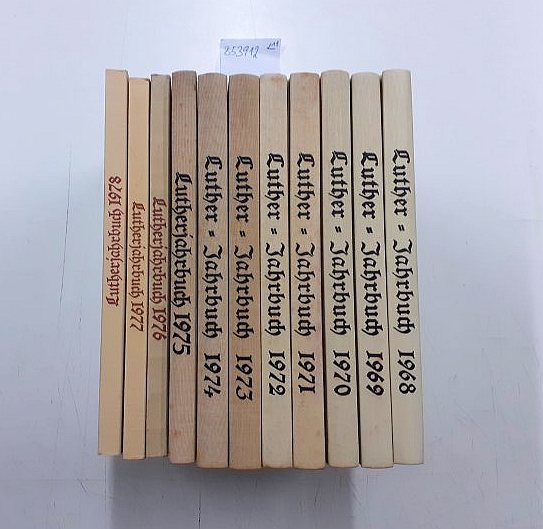 253912 211
Lutherjahrbuch 1978
Lutherjahrbuch 1977
Lutherjahrbuch 1976
Lutherjahrbuch 1975
Luther = Jahrbuch 1974
Luther = Jahrbuch 1973
Luther = Jahrbuch 1972
Luther = Jahrbuch 1971
Luther = Jahrbuch 1970
Luther = Jahrbuch 1969
Luther = Jahrbuch 1968